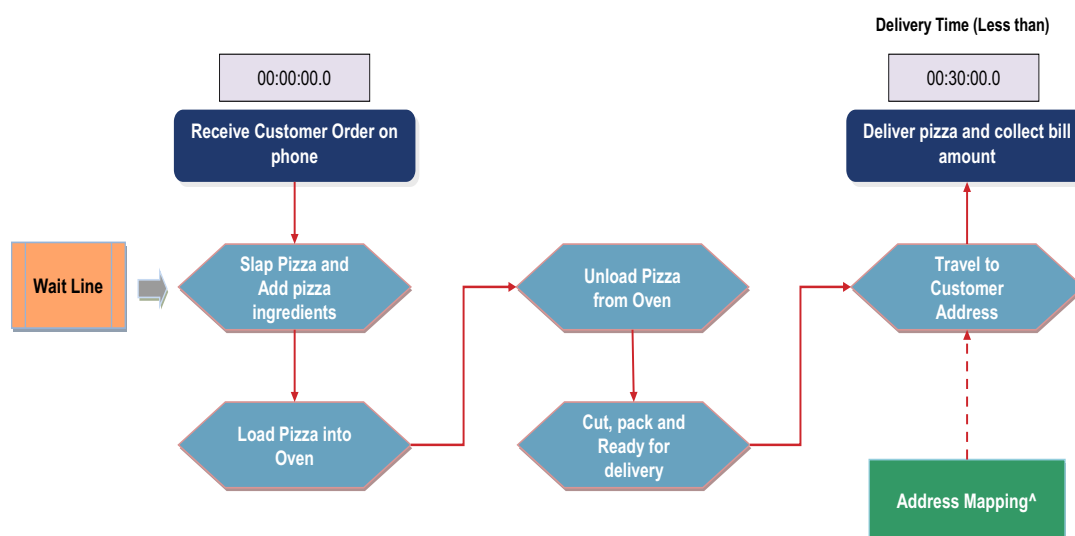 Delivery Time (Less than)
00:00:00.0
00:30:00.0
Receive Customer Order on
phone
Deliver pizza and collect bill
amount
Wait Line
Slap Pizza and
Add pizza
ingredients
Unload Pizza
from Oven
Travel to
Customer
Address
Load Pizza into
Oven
Cut, pack and
Ready for
delivery
Address Mapping^